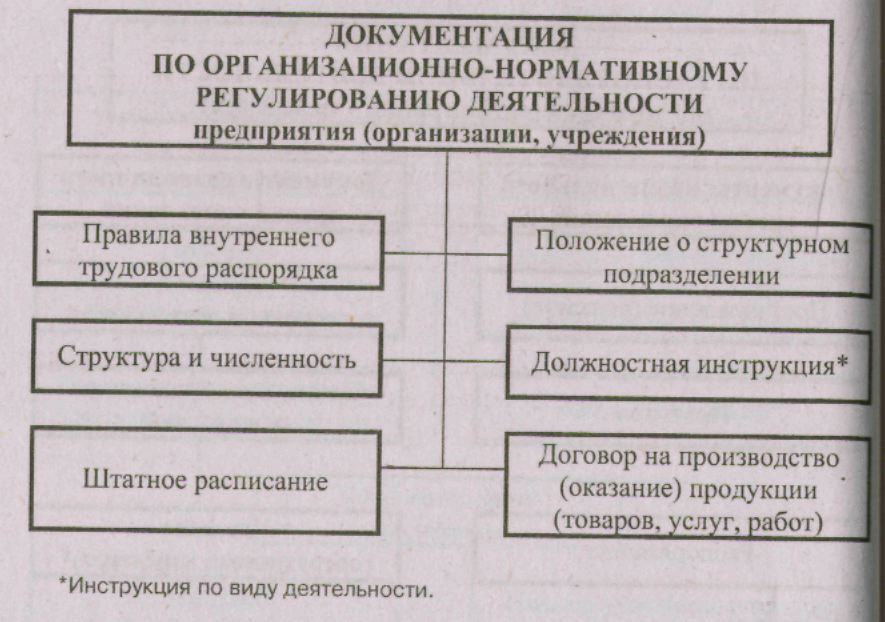 ДОКУМЕНТАЦИЯ
ПО ОРГАНИЗАЦИОННО-НОРМАТИВНОМУ
РЕГУЛИРОВАНИЮ ДЕЯТЕЛЬНОСТИ
предприятия (организации, учреждения)
Правила внутреннего
трудового распорядка
Положение о структурном
подразделении
Структура и численность
Должностная инструкция*
Штатное расписание
Договор на производство
(оказание) продукции
(товаров, услуг, работ)
*Инструкция по виду деятельности.